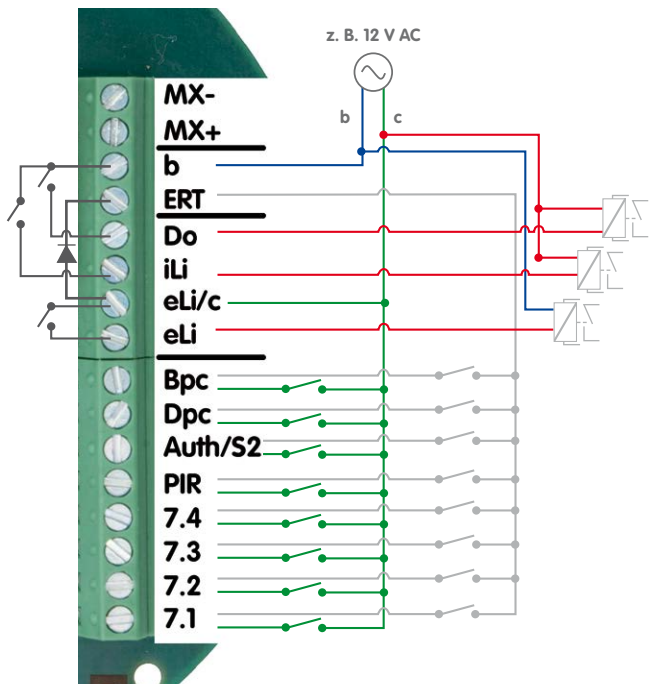 z. B. 12 V AC
b
c
MX-
MX+
b
ERT
Do
iLi
eLi/c
eLi
Bpc
Dpc
Auth/S2
PIR
7.4
7.3
7.2
7.1